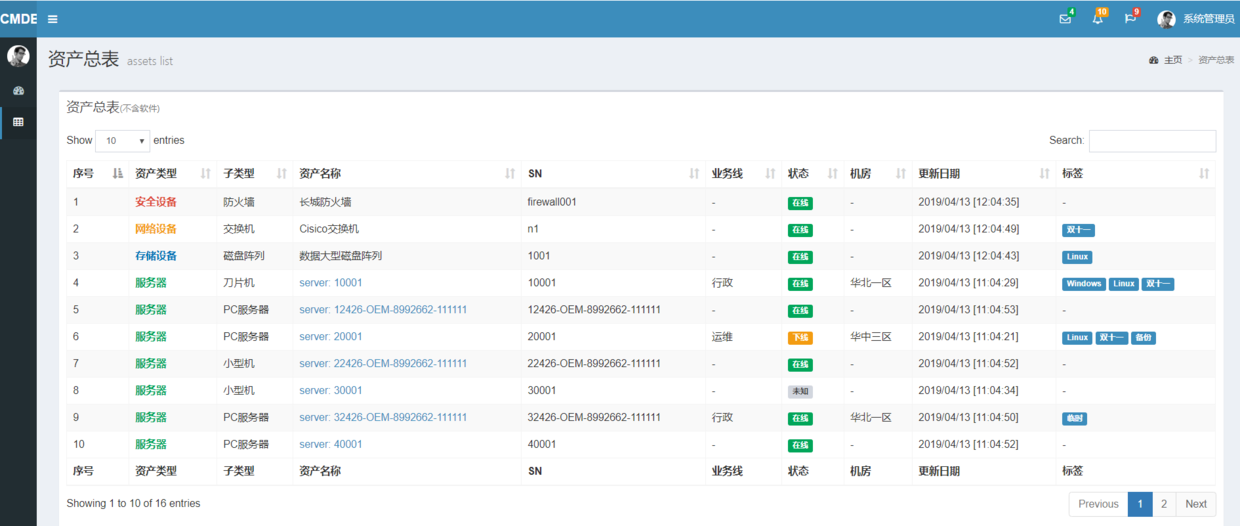 CMDB 4 10 9 系统管理员
资产总表 assets list 主页 > 资产总表
资产总表(不含软件)
Show 10 entries Search:
序号 资产类型 子类型 资产名称 SN 业务线 状态 机房 更新日期 标签
1 安全设备 防火墙 长城防火墙 firewall001 - 在线 - 2019/04/13 [12:04:35] -
2 网络设备 交换机 Cisico交换机 n1 - 在线 - 2019/04/13 [12:04:49] 双十一
3 存储设备 磁盘阵列 数据大型磁盘阵列 1001 - 在线 - 2019/04/13 [12:04:43] Linux
4 服务器 刀片机 server: 10001 10001 行政 在线 华北一区 2019/04/13 [11:04:29] Windows Linux 双十一
5 服务器 PC服务器 server: 12426-OEM-8992662-111111 12426-OEM-8992662-111111 - 在线 - 2019/04/13 [11:04:53] -
6 服务器 PC服务器 server: 20001 20001 运维 下线 华中三区 2019/04/13 [11:04:21] Linux 双十一 备份
7 服务器 小型机 server: 22426-OEM-8992662-111111 22426-OEM-8992662-111111 - 在线 - 2019/04/13 [11:04:52] -
8 服务器 小型机 server: 30001 30001 - 未知 - 2019/04/13 [11:04:34] -
9 服务器 PC服务器 server: 32426-OEM-8992662-111111 32426-OEM-8992662-111111 行政 在线 华北一区 2019/04/13 [11:04:50] 临时
10 服务器 PC服务器 server: 40001 40001 - 在线 - 2019/04/13 [11:04:52] -
序号 资产类型 子类型 资产名称 SN 业务线 状态 机房 更新日期 标签
Showing 1 to 10 of 16 entries Previous 1 2 Next